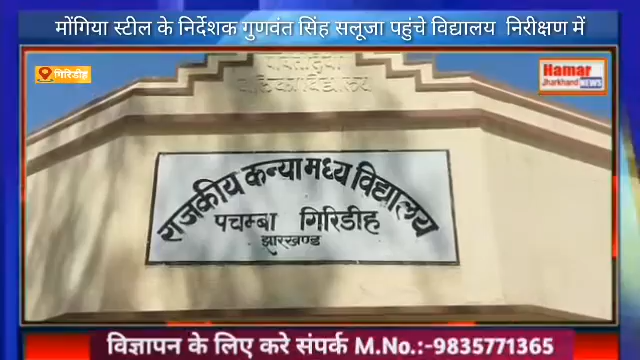 मोंगिया स्टील के निर्देशक गुणवंत सिंह सलूजा पहुंचे विद्यालय निरीक्षण में
गिरिडीह
Hamar
Jharkhand NEWS
राजकीय कन्या मध्य विद्यालय
पचम्बा गिरिडीह
झारखण्ड
विज्ञापन के लिए करे संपर्क M.No.:-9835771365